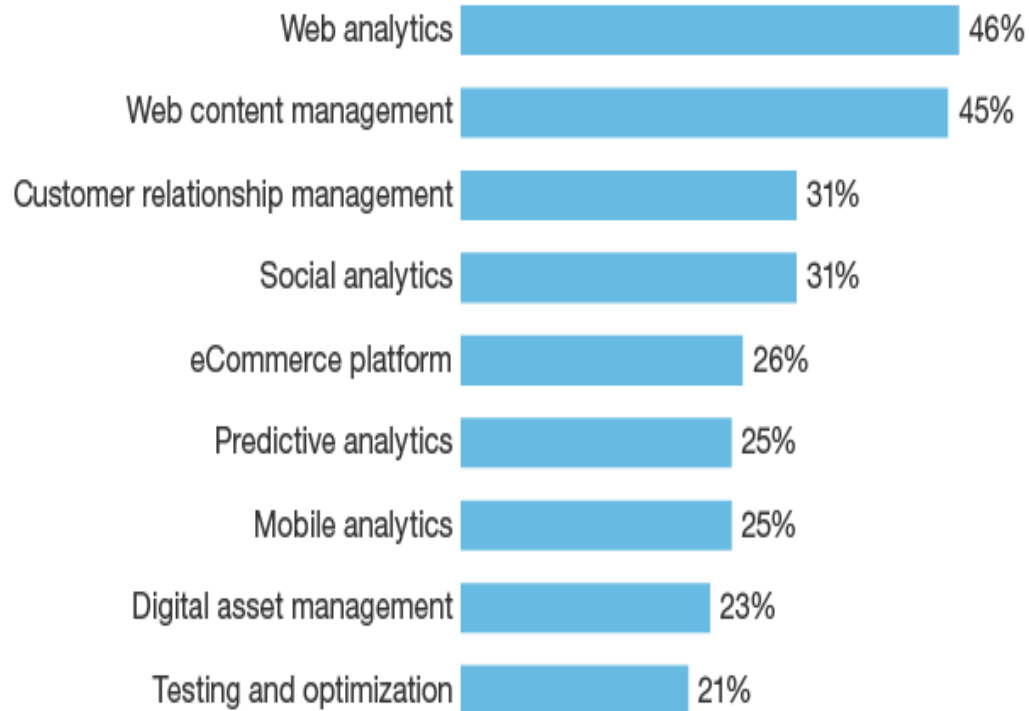 Web analytics 46%
Web content management 45%
Customer relationship management 31%
Social analytics 31%
eCommerce platform 26%
Predictive analytics 25%
Mobile analytics 25%
Digital asset management 23%
Testing and optimization 21%